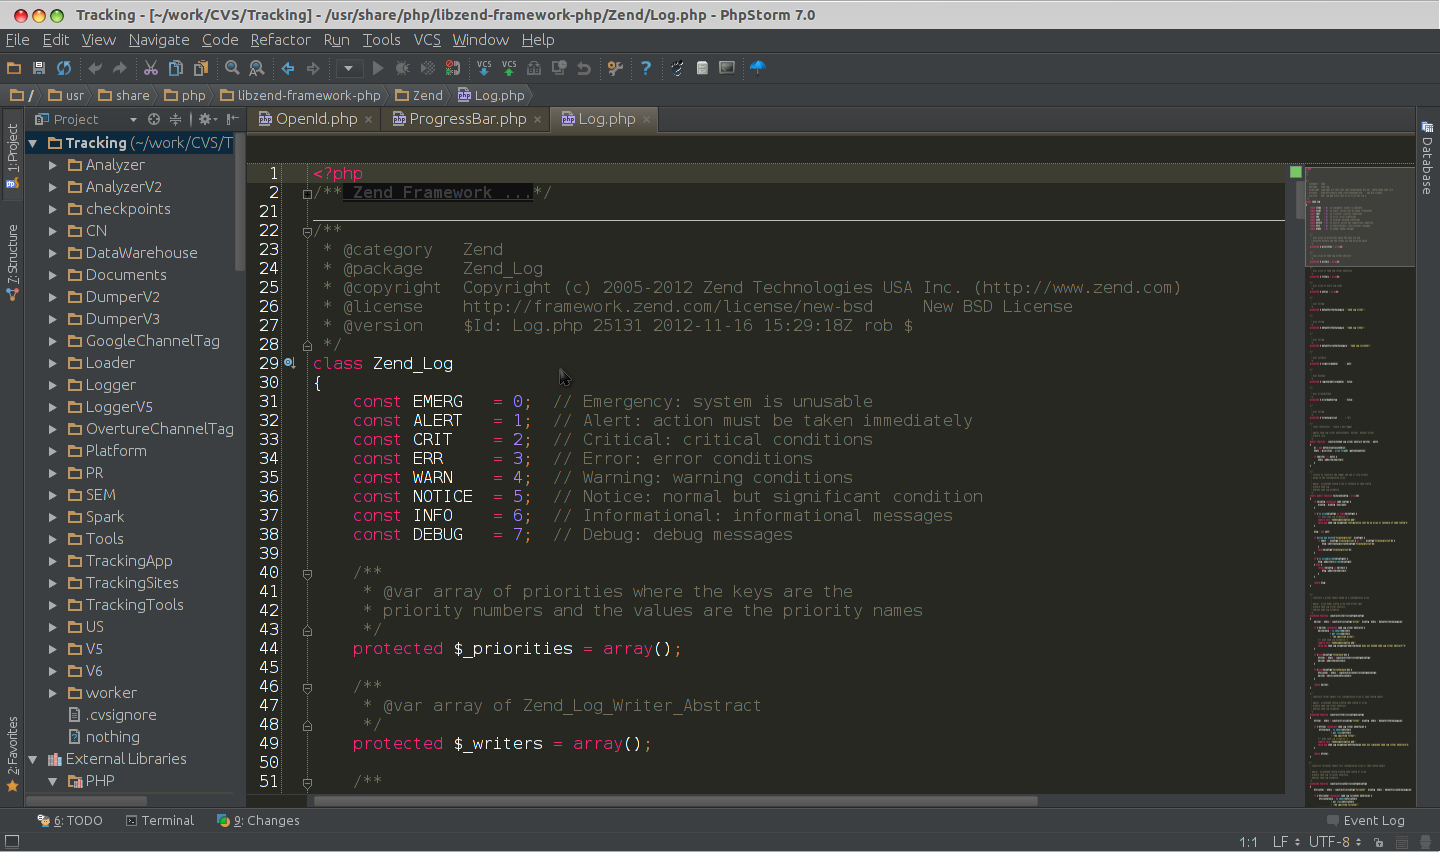 Tracking - [~/work/CVS/Tracking] - /usr/share/php/libzend-framework-php/Zend/Log.php - PhpStorm 7.0
File Edit View Navigate Code Refactor Run Tools VCS Window Help
VCS VCS
/ usr share php libzend-framework-php Zend Log.php
1: Project
7: Structure
2: Favorites
Project
Tracking (~/work/CVS/T
Analyzer
AnalyzerV2
checkpoints
CN
DataWarehouse
Documents
DumperV2
DumperV3
GoogleChannelTag
Loader
Logger
LoggerV5
OvertureChannelTag
Platform
PR
SEM
Spark
Tools
TrackingApp
TrackingSites
TrackingTools
US
V5
V6
worker
.cvsignore
nothing
External Libraries
PHP
OpenId.php ProgressBar.php Log.php
1 <?php
2 /** Zend Framework ...*/
21
22 /**
23 * @category Zend
24 * @package Zend_Log
25 * @copyright Copyright (c) 2005-2012 Zend Technologies USA Inc. (http://www.zend.com)
26 * @license http://framework.zend.com/license/new-bsd New BSD License
27 * @version $Id: Log.php 25131 2012-11-16 15:29:18Z rob $
28 */
29 class Zend_Log
30 {
31 const EMERG = 0; // Emergency: system is unusable
32 const ALERT = 1; // Alert: action must be taken immediately
33 const CRIT = 2; // Critical: critical conditions
34 const ERR = 3; // Error: error conditions
35 const WARN = 4; // Warning: warning conditions
36 const NOTICE = 5; // Notice: normal but significant condition
37 const INFO = 6; // Informational: informational messages
38 const DEBUG = 7; // Debug: debug messages
39
40 /**
41 * @var array of priorities where the keys are the
42 * priority numbers and the values are the priority names
43 */
44 protected $_priorities = array();
45
46 /**
47 * @var array of Zend_Log_Writer_Abstract
48 */
49 protected $_writers = array();
50
51 /**
Database
6: TODO Terminal 9: Changes Event Log
1:1 LF UTF-8